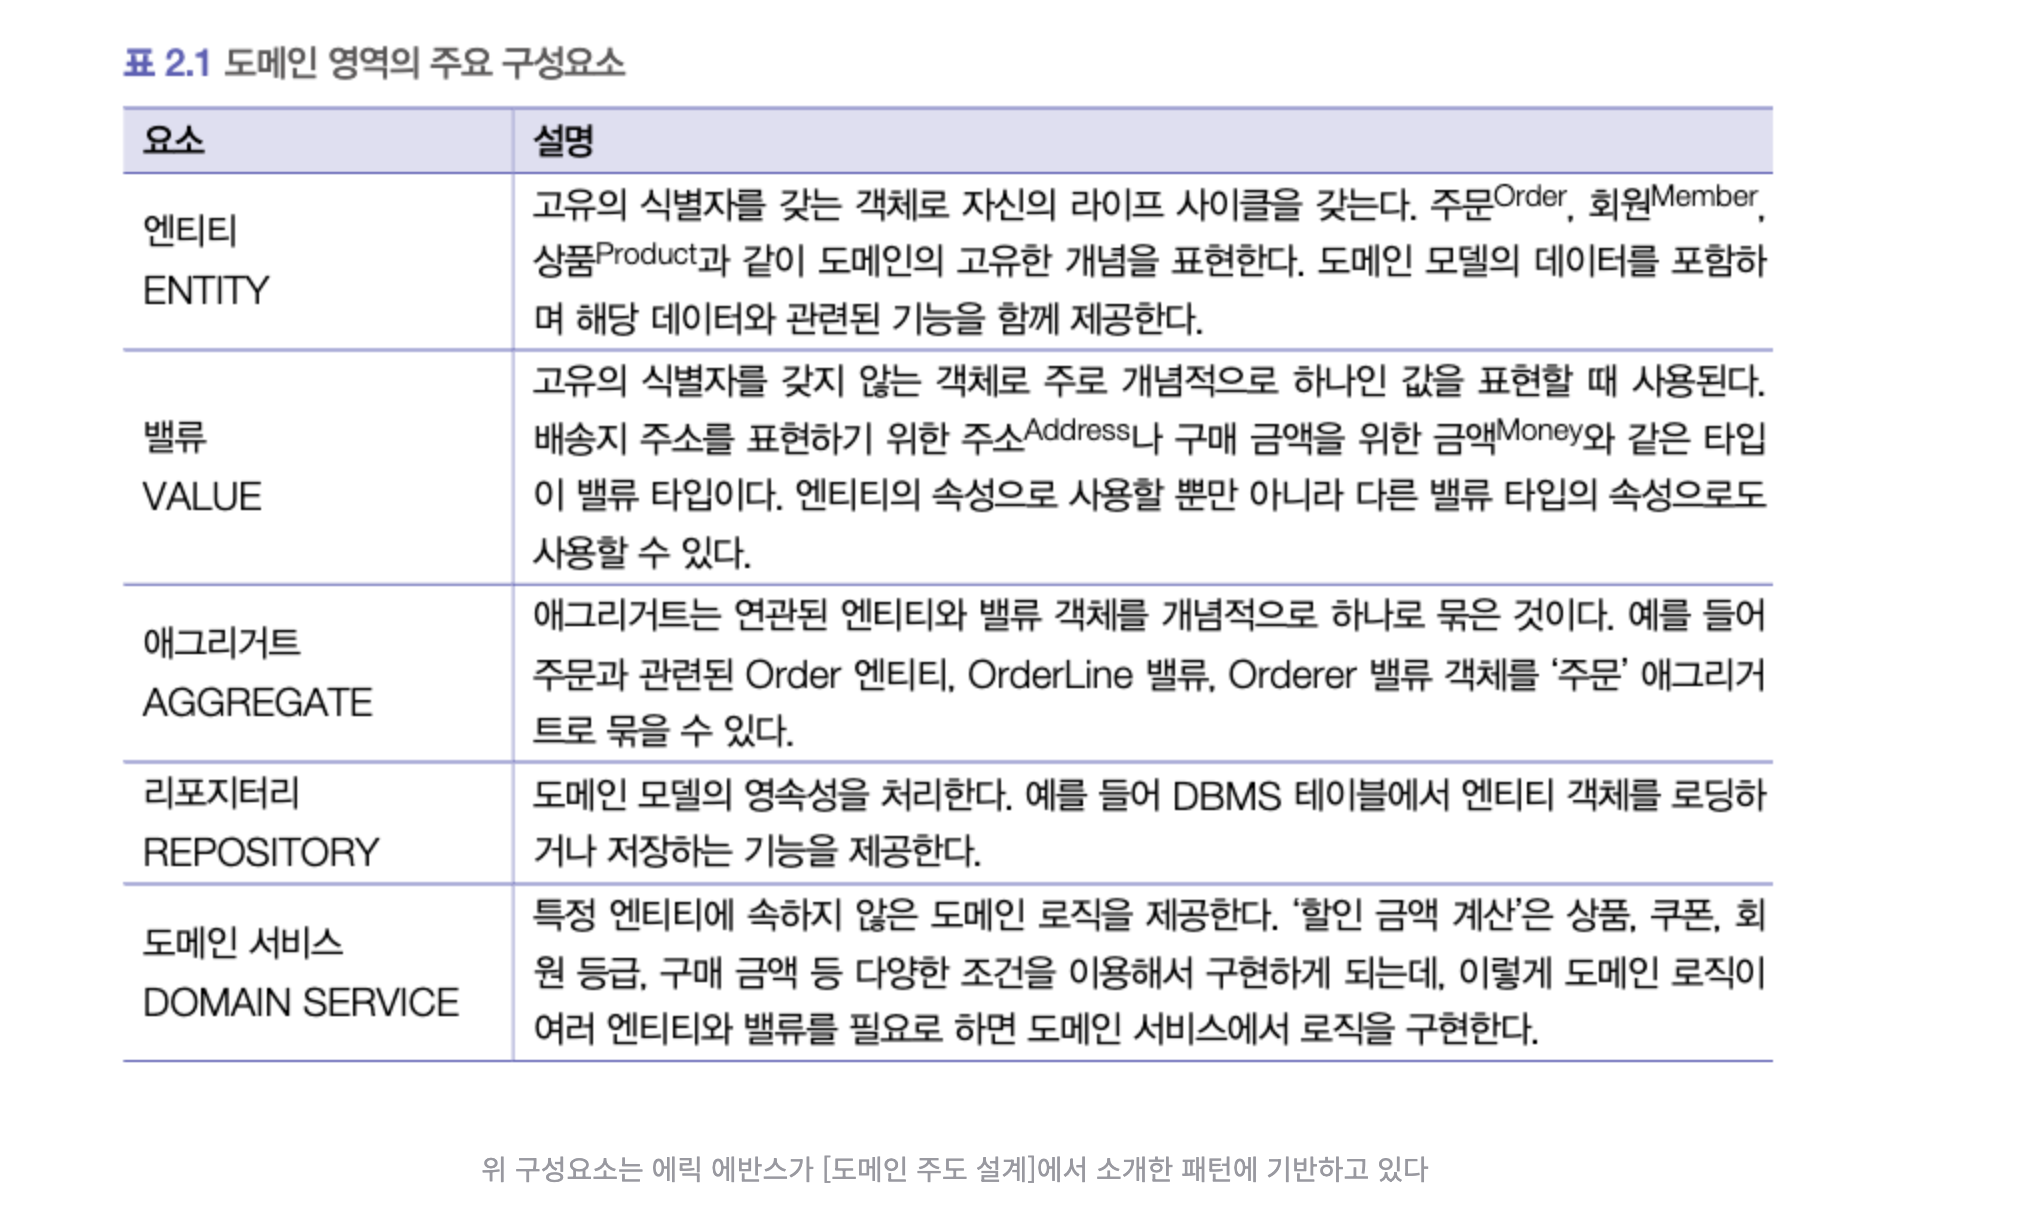 표 2.1 도메인 영역의 주요 구성요소
요소
설명
엔티티
ENTITY
고유의 식별자를 갖는 객체로 자신의 라이프 사이클을 갖는다. 주문Order, 회원Member,
상품Product과 같이 도메인의 고유한 개념을 표현한다. 도메인 모델의 데이터를 포함하
며 해당 데이터와 관련된 기능을 함께 제공한다.
밸류
VALUE
고유의 식별자를 갖지 않는 객체로 주로 개념적으로 하나인 값을 표현할 때 사용된다.
배송지 주소를 표현하기 위한 주소Address나 구매 금액을 위한 금액Money와 같은 타입
이 밸류 타입이다. 엔티티의 속성으로 사용할 뿐만 아니라 다른 밸류 타입의 속성으로도
사용할 수 있다.
애그리거트
AGGREGATE
애그리거트는 연관된 엔티티와 밸류 객체를 개념적으로 하나로 묶은 것이다. 예를 들어
주문과 관련된 Order 엔티티, OrderLine 밸류, Orderer 밸류 객체를 ‘주문’ 애그리거
트로 묶을 수 있다.
리포지터리
REPOSITORY
도메인 모델의 영속성을 처리한다. 예를 들어 DBMS 테이블에서 엔티티 객체를 로딩하
거나 저장하는 기능을 제공한다.
도메인 서비스
DOMAIN SERVICE
특정 엔티티에 속하지 않은 도메인 로직을 제공한다. ‘할인 금액 계산’은 상품, 쿠폰, 회
원 등급, 구매 금액 등 다양한 조건을 이용해서 구현하게 되는데, 이렇게 도메인 로직이
여러 엔티티와 밸류를 필요로 하면 도메인 서비스에서 로직을 구현한다.
위 구성요소는 에릭 에반스가 [도메인 주도 설계]에서 소개한 패턴에 기반하고 있다